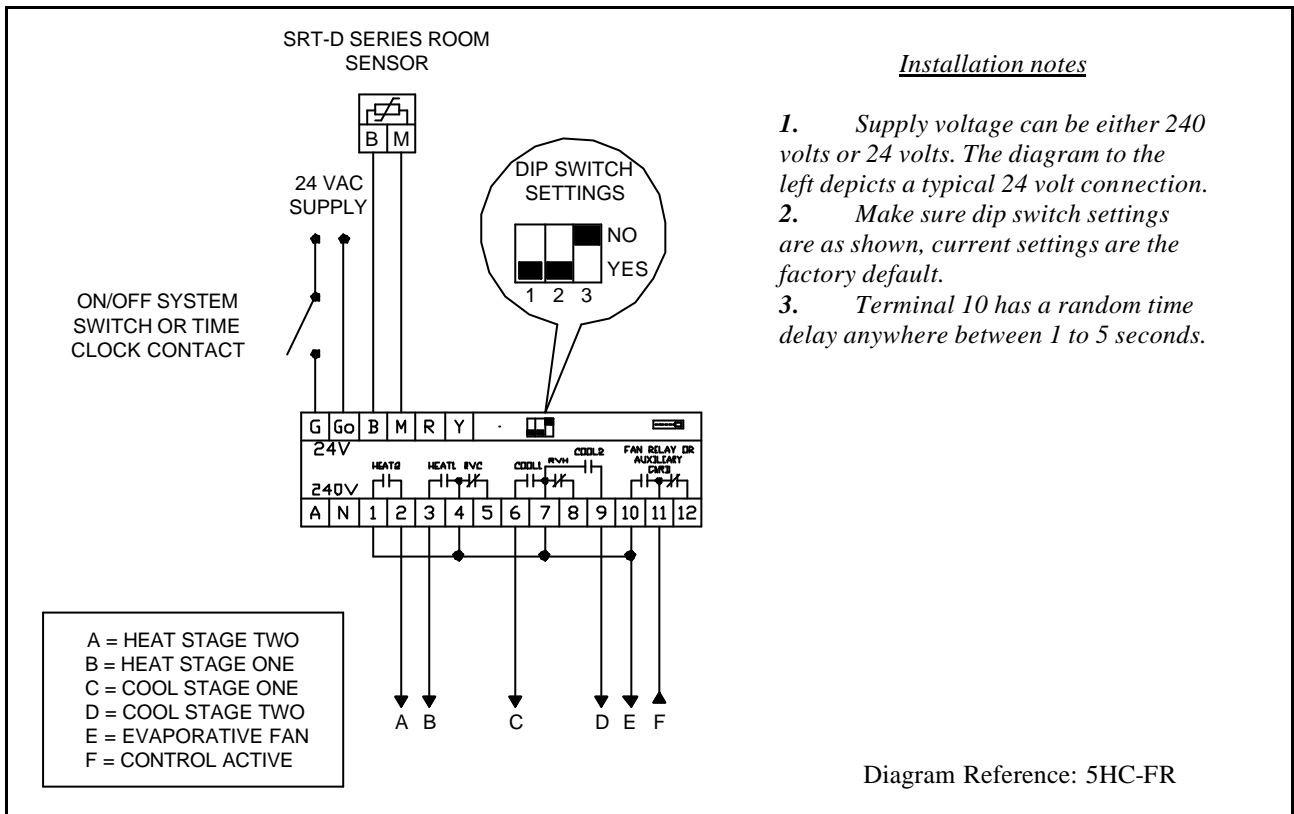 SRT-D SERIES ROOM
SENSOR
B M
24 VAC
SUPPLY
DIP SWITCH
SETTINGS
NO
YES
1 2 3
ON/OFF SYSTEM
SWITCH OR TIME
CLOCK CONTACT
G Go B M R Y
24V
HEAT2 HEAT1 RVC COOL1 RVH COOL2 FAN RELAY OR
AUXILIARY
CARD
240V
A N 1 2 3 4 5 6 7 8 9 10 11 12
A B C D E F
A = HEAT STAGE TWO
B = HEAT STAGE ONE
C = COOL STAGE ONE
D = COOL STAGE TWO
E = EVAPORATIVE FAN
F = CONTROL ACTIVE
Installation notes
1. Supply voltage can be either 240
volts or 24 volts. The diagram to the
left depicts a typical 24 volt connection.
2. Make sure dip switch settings
are as shown, current settings are the
factory default.
3. Terminal 10 has a random time
delay anywhere between 1 to 5 seconds.
Diagram Reference: 5HC-FR